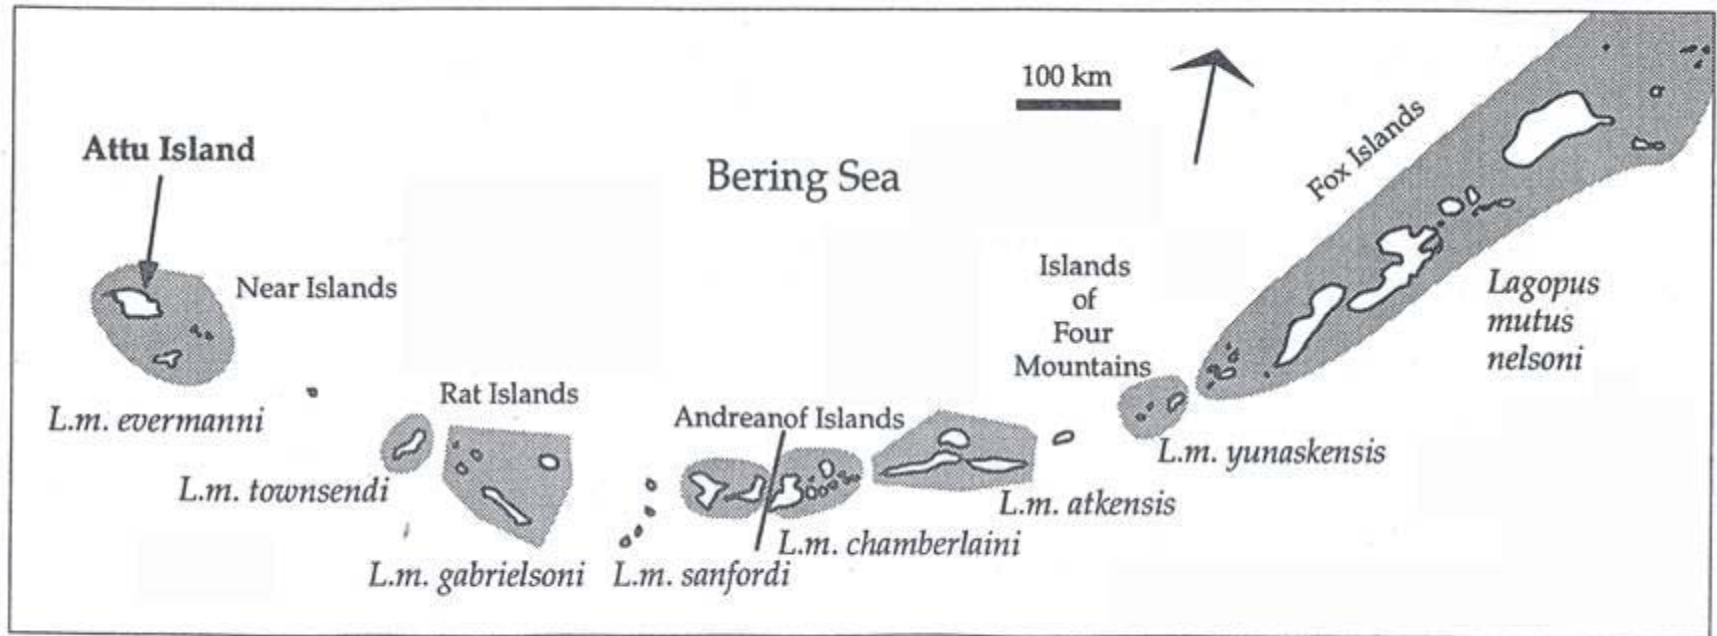 100 km
Attu Island
Bering Sea
Fox Islands
Near Islands
Islands
of
Four
Mountains
Lagopus
mutus
nelsoni
Rat Islands
Andreanof Islands
L.m. evermanni
L.m. yunaskensis
L.m. townsendi
L.m. atkensis
L.m. chamberlaini
L.m. gabrielsoni
L.m. sanfordi